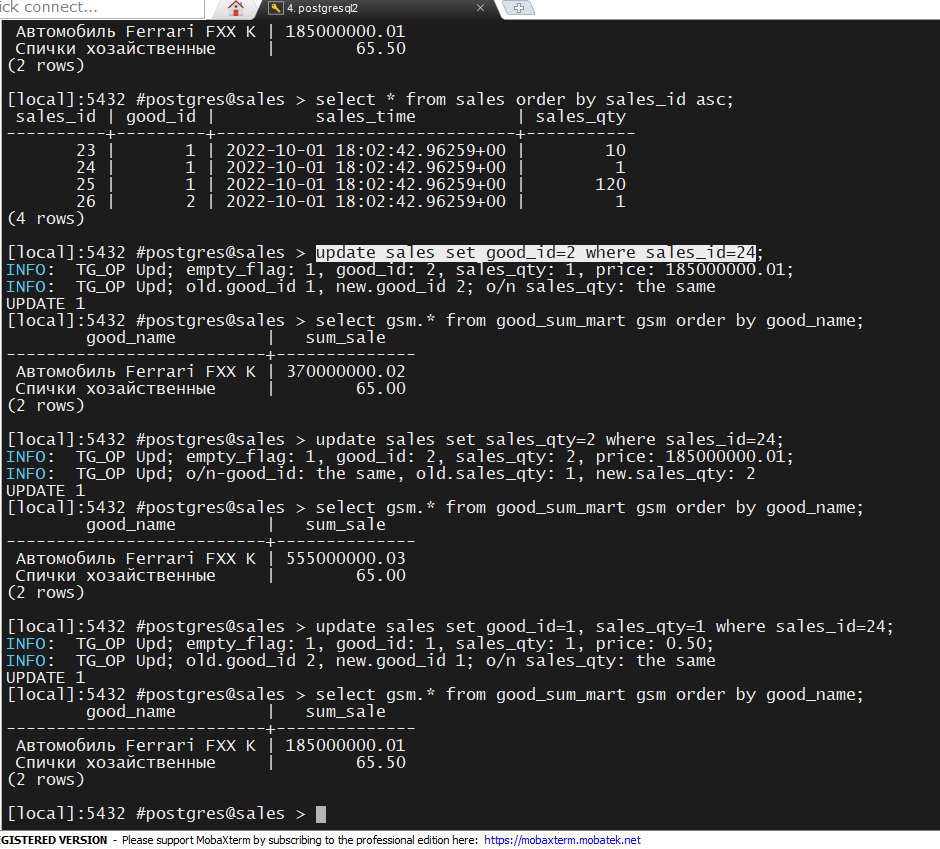 ick connect...
4. postgresql2
 Автомобиль Ferrari FXX K | 185000000.01
 Спички хозайственные     |        65.50
(2 rows)
[local]:5432 #postgres@sales > select * from sales order by sales_id asc;
 sales_id | good_id |          sales_time          | sales_qty
----------+---------+------------------------------+-----------
       23 |       1 | 2022-10-01 18:02:42.96259+00 |        10
       24 |       1 | 2022-10-01 18:02:42.96259+00 |         1
       25 |       1 | 2022-10-01 18:02:42.96259+00 |       120
       26 |       2 | 2022-10-01 18:02:42.96259+00 |         1
(4 rows)
[local]:5432 #postgres@sales > update sales set good_id=2 where sales_id=24;
INFO:  TG_OP Upd; empty_flag: 1, good_id: 2, sales_qty: 1, price: 185000000.01;
INFO:  TG_OP Upd; old.good_id 1, new.good_id 2; o/n sales_qty: the same
UPDATE 1
[local]:5432 #postgres@sales > select gsm.* from good_sum_mart gsm order by good_name;
        good_name         |   sum_sale
--------------------------+--------------
 Автомобиль Ferrari FXX K | 370000000.02
 Спички хозайственные     |        65.00
(2 rows)
[local]:5432 #postgres@sales > update sales set sales_qty=2 where sales_id=24;
INFO:  TG_OP Upd; empty_flag: 1, good_id: 2, sales_qty: 2, price: 185000000.01;
INFO:  TG_OP Upd; o/n-good_id: the same, old.sales_qty: 1, new.sales_qty: 2
UPDATE 1
[local]:5432 #postgres@sales > select gsm.* from good_sum_mart gsm order by good_name;
        good_name         |   sum_sale
--------------------------+--------------
 Автомобиль Ferrari FXX K | 555000000.03
 Спички хозайственные     |        65.00
(2 rows)
[local]:5432 #postgres@sales > update sales set good_id=1, sales_qty=1 where sales_id=24;
INFO:  TG_OP Upd; empty_flag: 1, good_id: 1, sales_qty: 1, price: 0.50;
INFO:  TG_OP Upd; old.good_id 2, new.good_id 1; o/n sales_qty: the same
UPDATE 1
[local]:5432 #postgres@sales > select gsm.* from good_sum_mart gsm order by good_name;
        good_name         |   sum_sale
--------------------------+--------------
 Автомобиль Ferrari FXX K | 185000000.01
 Спички хозайственные     |        65.50
(2 rows)
[local]:5432 #postgres@sales >
EGISTERED VERSION - Please support MobaXterm by subscribing to the professional edition here: https://mobaxterm.mobatek.net